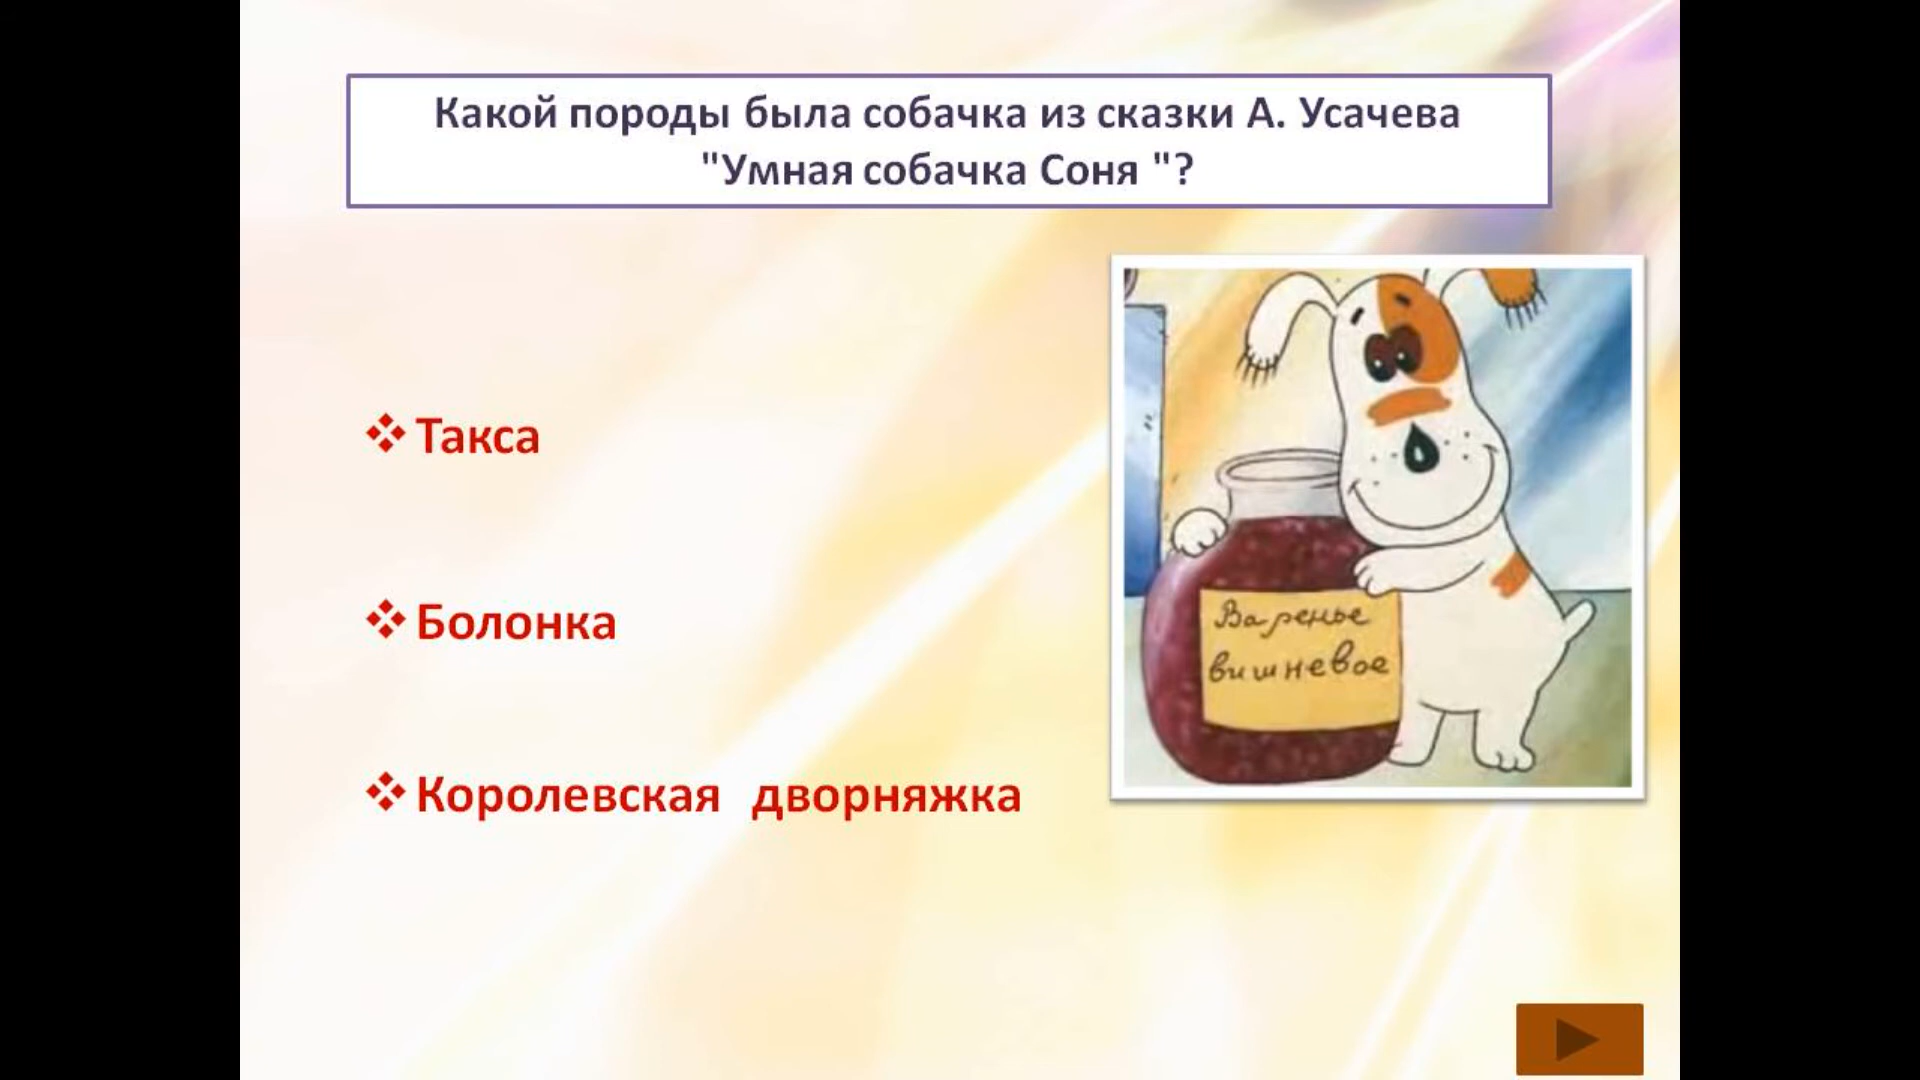 Какой породы была собачка из сказки А. Усачева
"Умная собачка Соня "?
Такса
Болонка
Королевская дворняжка
Варенье
вишневое